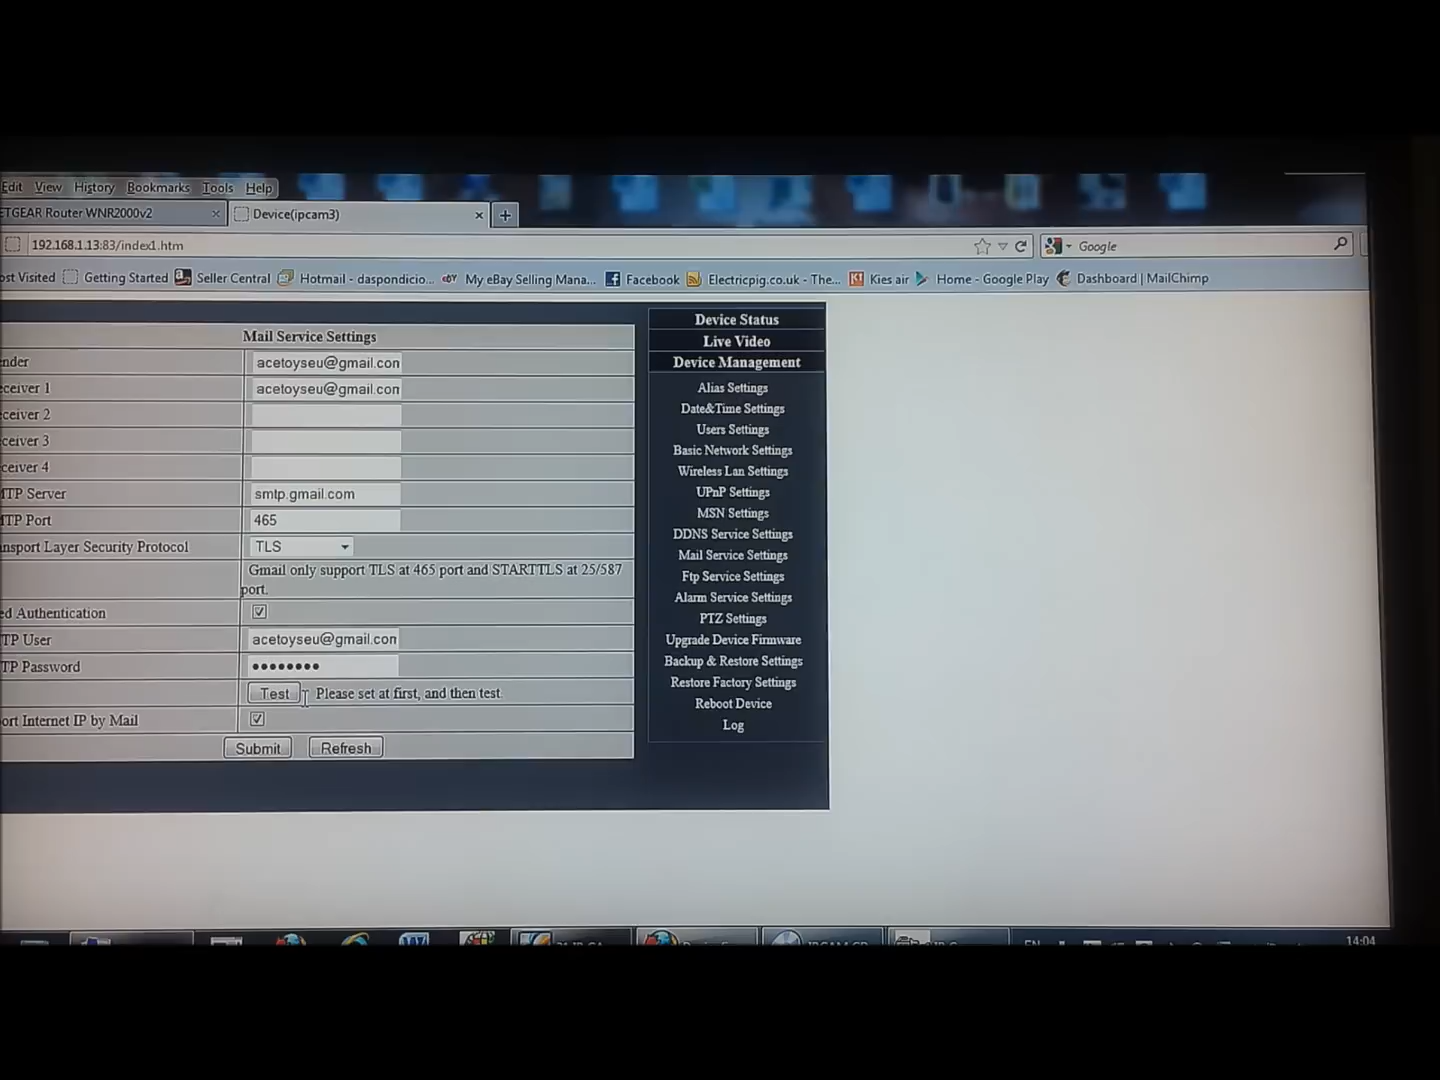 Edit View History Bookmarks Tools Help
ETGEAR Router WNR2000v2 × Device(ipcam3) × +
192.168.1.13:83/index1.htm Google
ost Visited Getting Started Seller Central Hotmail - daspondicio... My eBay Selling Mana... Facebook Electricpig.co.uk - The... Kies air Home - Google Play Dashboard | MailChimp
Mail Service Settings
nder acetoyseu@gmail.con
ceiver 1 acetoyseu@gmail.con
ceiver 2
ceiver 3
ceiver 4
MTP Server smtp.gmail.com
MTP Port 465
nsport Layer Security Protocol TLS
Gmail only support TLS at 465 port and STARTTLS at 25/587
port.
ed Authentication
TP User acetoyseu@gmail.con
TP Password ••••••••
Test Please set at first, and then test.
ort Internet IP by Mail
Submit Refresh
Device Status
Live Video
Device Management
Alias Settings
Date&Time Settings
Users Settings
Basic Network Settings
Wireless Lan Settings
UPnP Settings
MSN Settings
DDNS Service Settings
Mail Service Settings
Ftp Service Settings
Alarm Service Settings
PTZ Settings
Upgrade Device Firmware
Backup & Restore Settings
Restore Factory Settings
Reboot Device
Log
EN 14:04